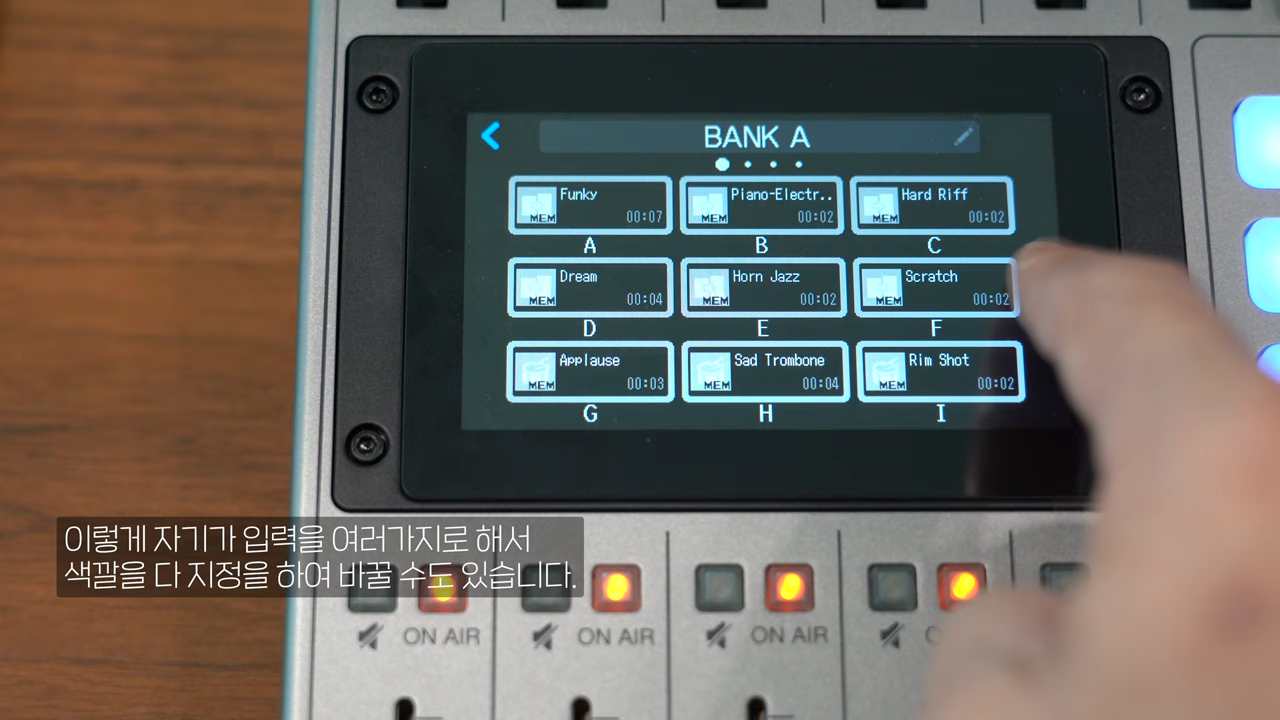 BANK A
Funky
MEM 00:07
A
Piano-Electr..
MEM 00:02
B
Hard Riff
MEM 00:02
C
Dream
MEM 00:04
D
Horn Jazz
MEM 00:02
E
Scratch
MEM 00:02
F
Applause
MEM 00:03
G
Sad Trombone
MEM 00:04
H
Rim Shot
MEM 00:02
I
이렇게 자기가 입력을 여러가지로 해서
색깔을 다 지정을 하여 바꿀 수도 있습니다.
ON AIR
ON AIR
ON AIR